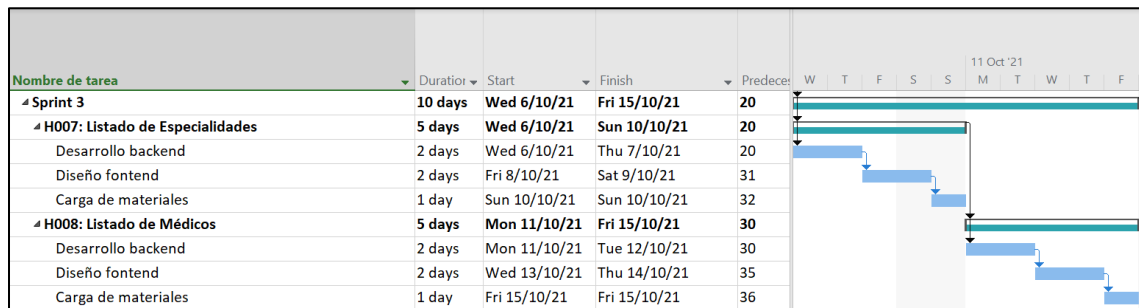 11 Oct '21
Nombre de tarea Duration Start Finish Predeces W T F S S M T W T F
Sprint 3 10 days Wed 6/10/21 Fri 15/10/21 20
H007: Listado de Especialidades 5 days Wed 6/10/21 Sun 10/10/21 20
Desarrollo backend 2 days Wed 6/10/21 Thu 7/10/21 20
Diseño fontend 2 days Fri 8/10/21 Sat 9/10/21 31
Carga de materiales 1 day Sun 10/10/21 Sun 10/10/21 32
H008: Listado de Médicos 5 days Mon 11/10/21 Fri 15/10/21 30
Desarrollo backend 2 days Mon 11/10/21 Tue 12/10/21 30
Diseño fontend 2 days Wed 13/10/21 Thu 14/10/21 35
Carga de materiales 1 day Fri 15/10/21 Fri 15/10/21 36